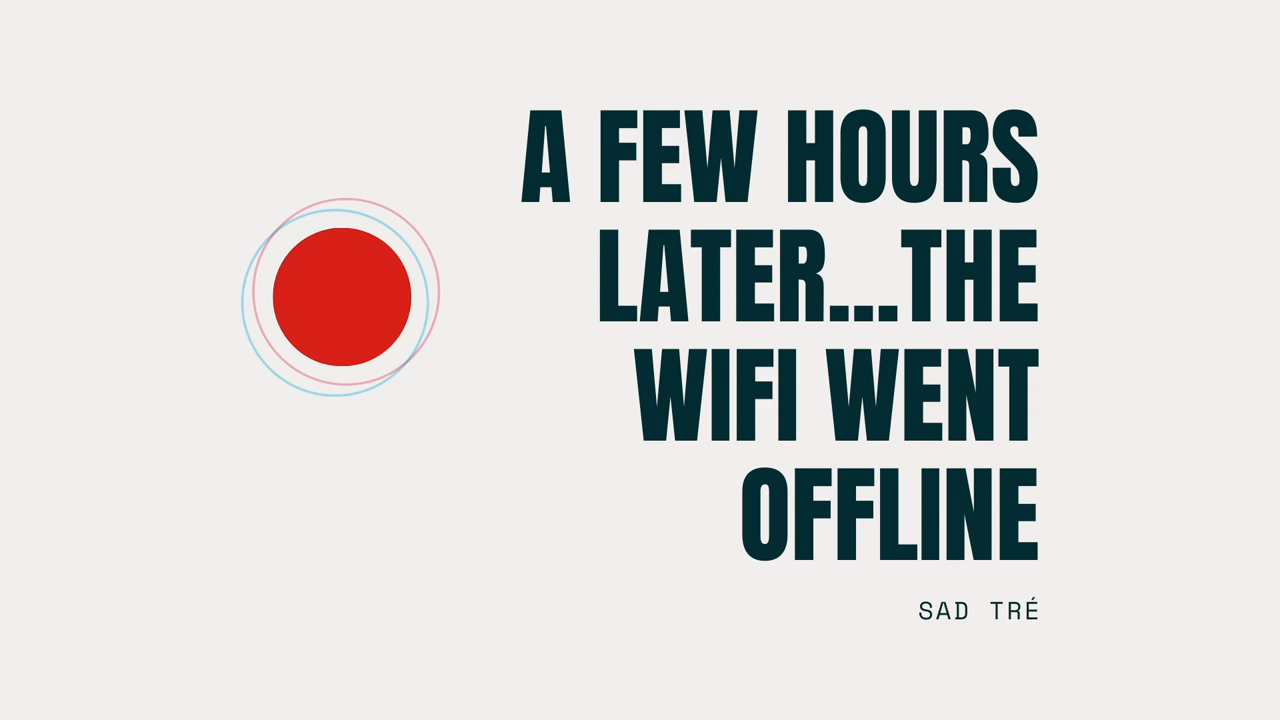 A FEW HOURS
LATER...THE
WIFI WENT
OFFLINE
SAD TRÉ